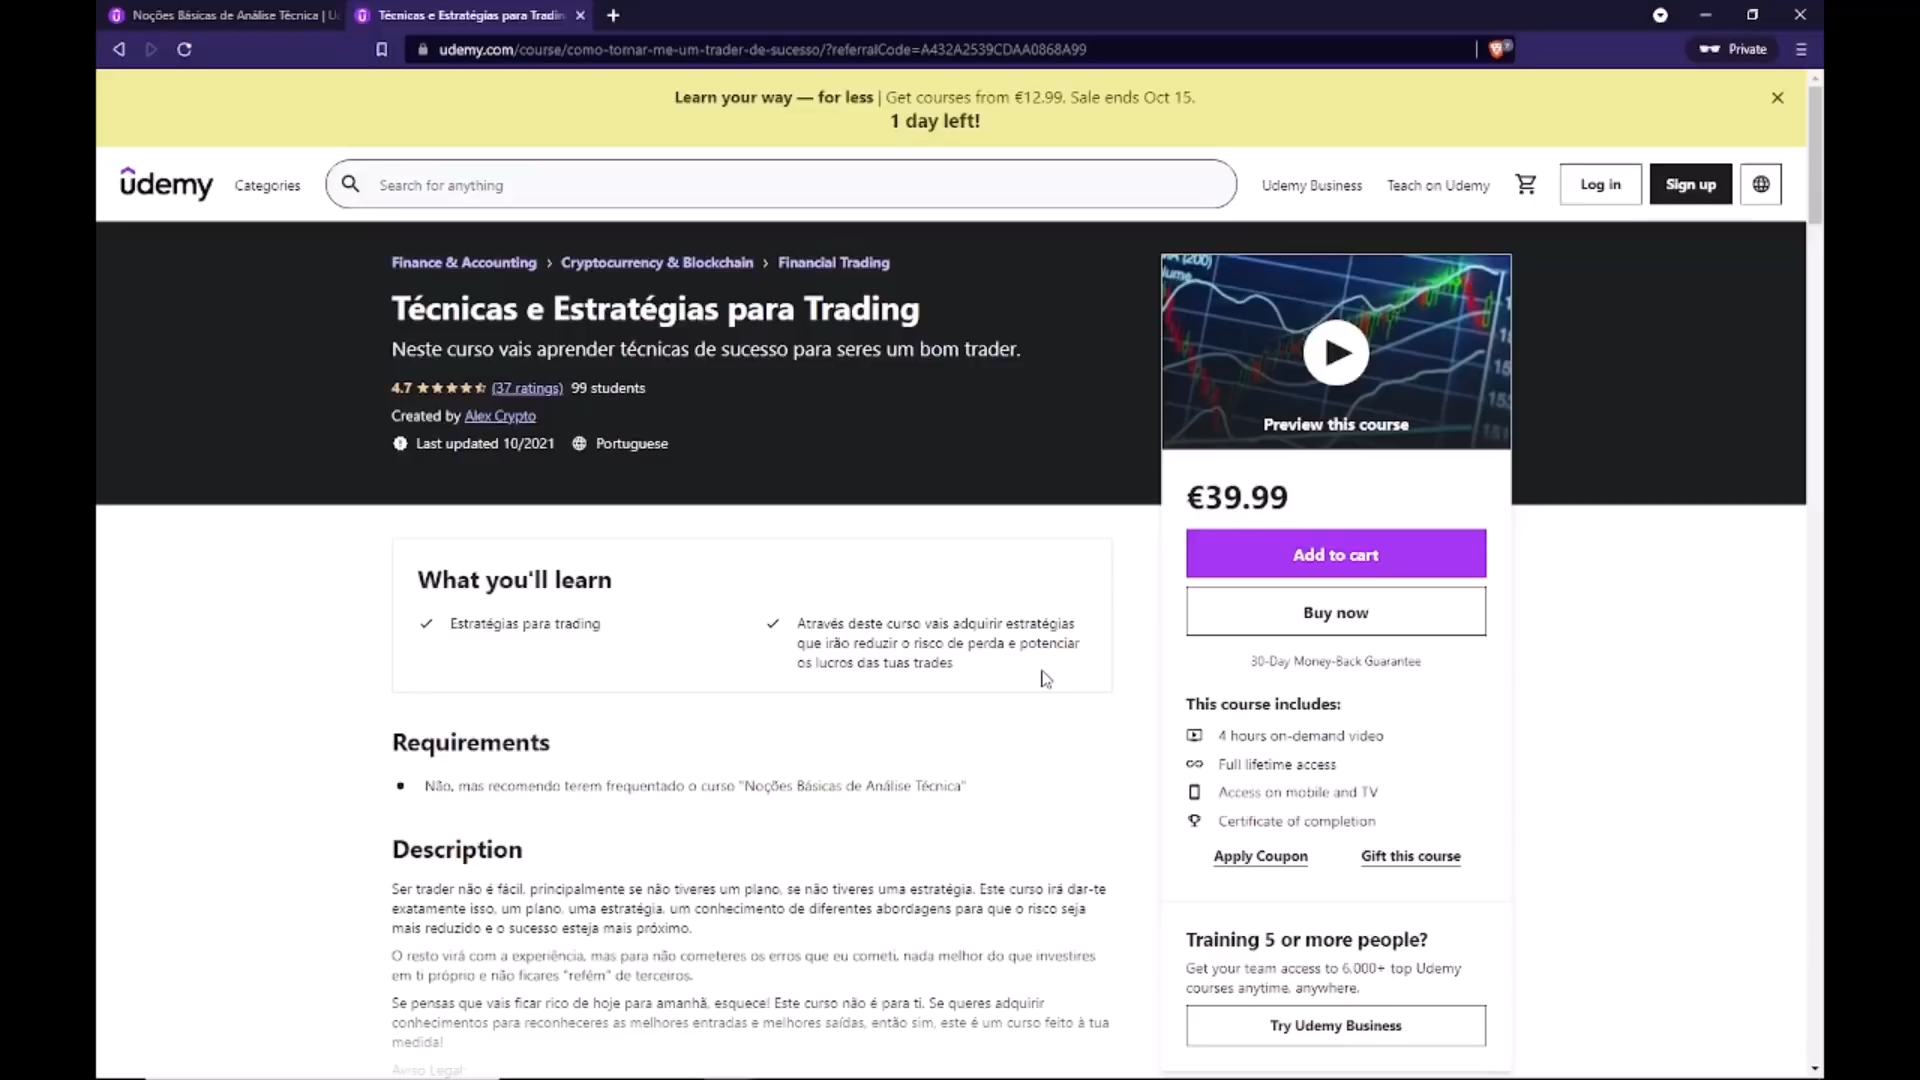 Noções Básicas de Análise Técnica | U
Técnicas e Estratégias para Tradin
udemy.com/course/como-tornar-me-um-trader-de-sucesso/?referralCode=A432A2539CDAA0868A99
Private
Learn your way — for less | Get courses from €12.99. Sale ends Oct 15.
1 day left!
udemy
Categories
Search for anything
Udemy Business
Teach on Udemy
Log in
Sign up
Finance & Accounting > Cryptocurrency & Blockchain > Financial Trading
Técnicas e Estratégias para Trading
Neste curso vais aprender técnicas de sucesso para seres um bom trader.
4.7 (37 ratings) 99 students
Created by Alex Crypto
Last updated 10/2021 Portuguese
Preview this course
€39.99
Add to cart
Buy now
30-Day Money-Back Guarantee
This course includes:
4 hours on-demand video
Full lifetime access
Access on mobile and TV
Certificate of completion
Apply Coupon
Gift this course
Training 5 or more people?
Get your team access to 6,000+ top Udemy
courses anytime, anywhere.
Try Udemy Business
What you'll learn
Estratégias para trading
Através deste curso vais adquirir estratégias
que irão reduzir o risco de perda e potenciar
os lucros das tuas trades
Requirements
Não, mas recomendo terem frequentado o curso "Noções Básicas de Análise Técnica"
Description
Ser trader não é fácil, principalmente se não tiveres um plano, se não tiveres uma estratégia. Este curso irá dar-te
exatamente isso, um plano, uma estratégia, um conhecimento de diferentes abordagens para que o risco seja
mais reduzido e o sucesso esteja mais próximo.
O resto virá com a experiência, mas para não cometeres os erros que eu cometi, nada melhor do que investires
em ti próprio e não ficares "refém" de terceiros.
Se pensas que vais ficar rico de hoje para amanhã, esquece! Este curso não é para ti. Se queres adquirir
conhecimentos para reconheceres as melhores entradas e melhores saídas, então sim, este é um curso feito à tua
medida!
Aviso Legal: